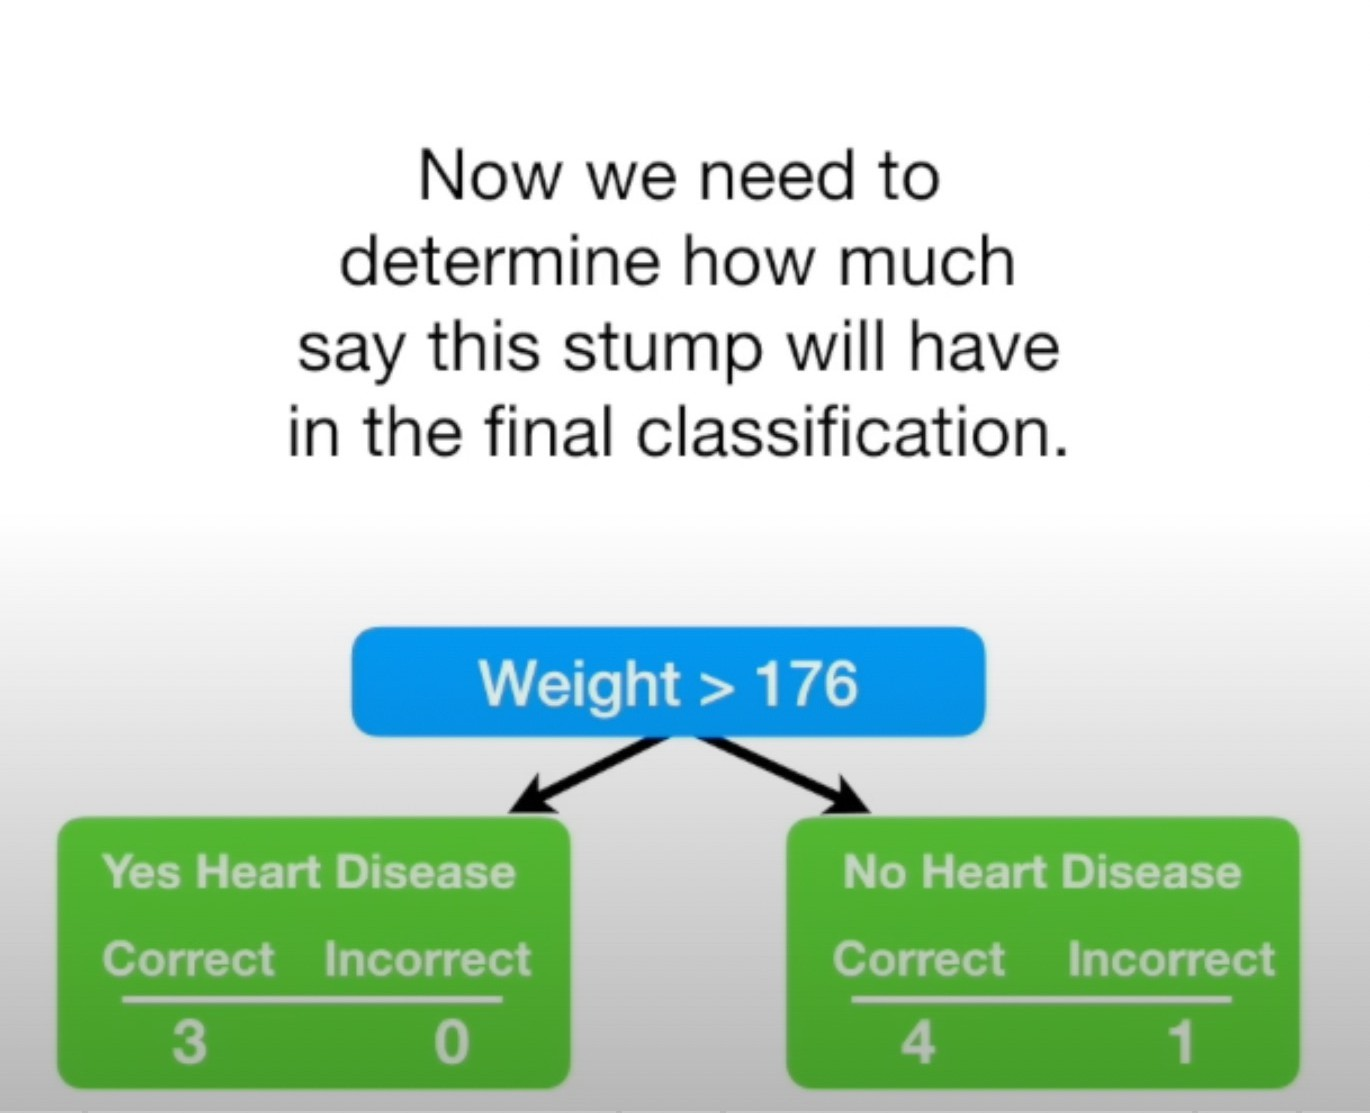 Now we need to
determine how much
say this stump will have
in the final classification.
Weight > 176
Yes Heart Disease
Correct Incorrect
3 0
No Heart Disease
Correct Incorrect
4 1